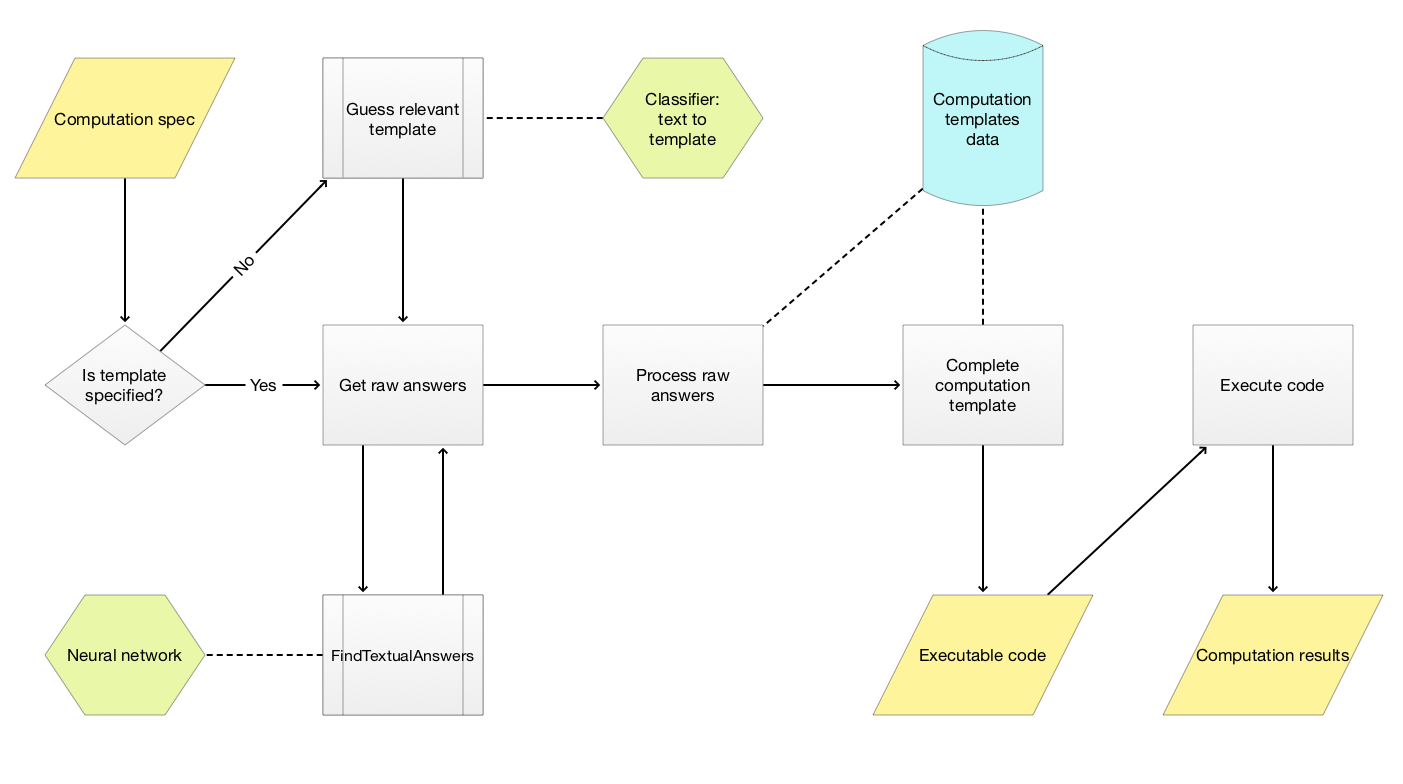 Computation spec
Guess relevant
template
Classifier:
text to
template
Computation
templates
data
No
Is template
specified?
Yes
Get raw answers
Process raw
answers
Complete
computation
template
Execute code
Neural network
FindTextualAnswers
Executable code
Computation results